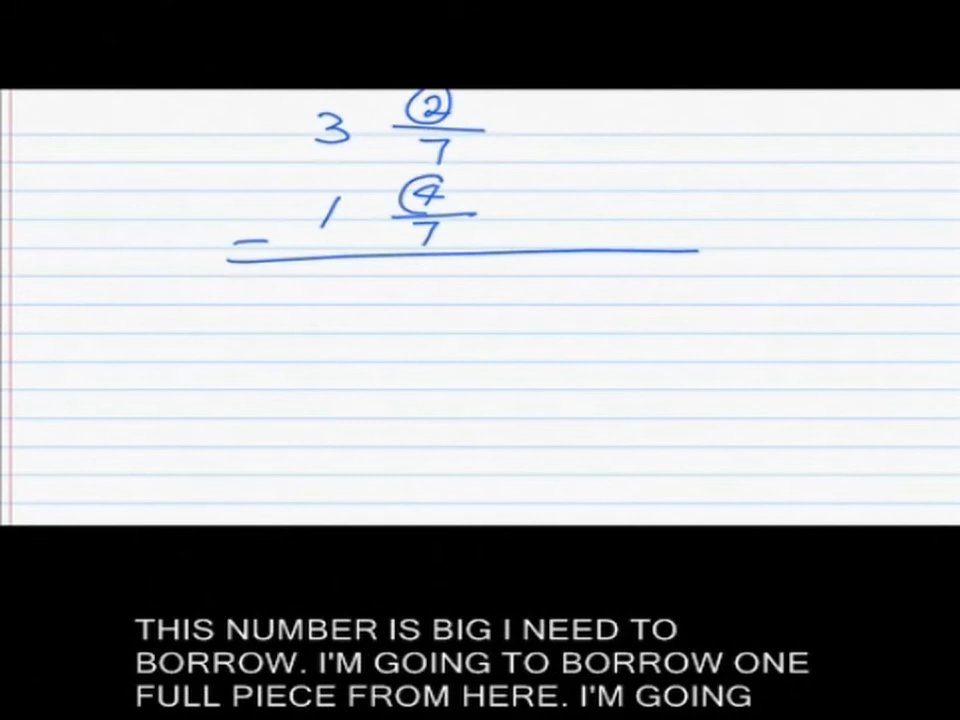 3 2/7
- 1 4/7
THIS NUMBER IS BIG I NEED TO
BORROW. I'M GOING TO BORROW ONE
FULL PIECE FROM HERE. I'M GOING